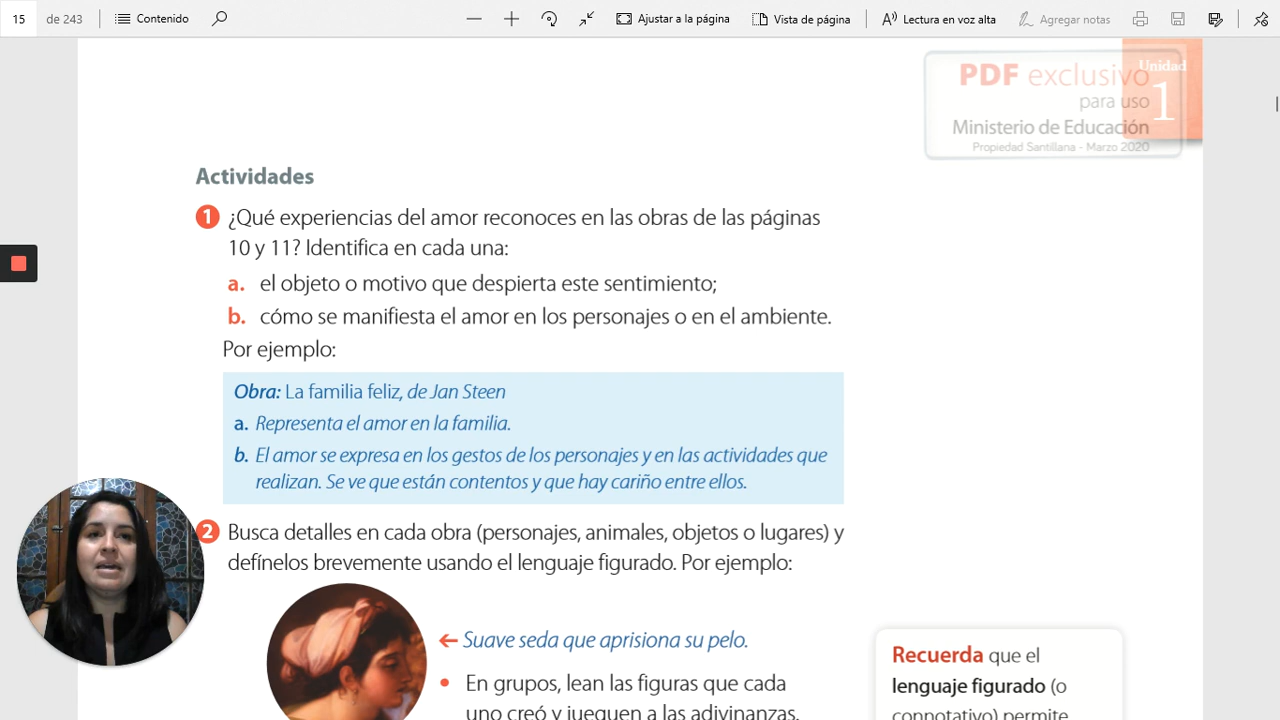 15 de 243 Contenido Ajustar a la página Vista de página Lectura en voz alta Agregar notas
PDF exclusivo
para uso
Ministerio de Educación
Propiedad Santillana - Marzo 2020
Unidad
1
Actividades
1 ¿Qué experiencias del amor reconoces en las obras de las páginas
10 y 11? Identifica en cada una:
a. el objeto o motivo que despierta este sentimiento;
b. cómo se manifiesta el amor en los personajes o en el ambiente.
Por ejemplo:
Obra: La familia feliz, de Jan Steen
a. Representa el amor en la familia.
b. El amor se expresa en los gestos de los personajes y en las actividades que
realizan. Se ve que están contentos y que hay cariño entre ellos.
2 Busca detalles en cada obra (personajes, animales, objetos o lugares) y
defínelos brevemente usando el lenguaje figurado. Por ejemplo:
Suave seda que aprisiona su pelo.
• En grupos, lean las figuras que cada
uno creó y jueguen a las adivinanzas.
Recuerda que el
lenguaje figurado (o
connotativo) permite